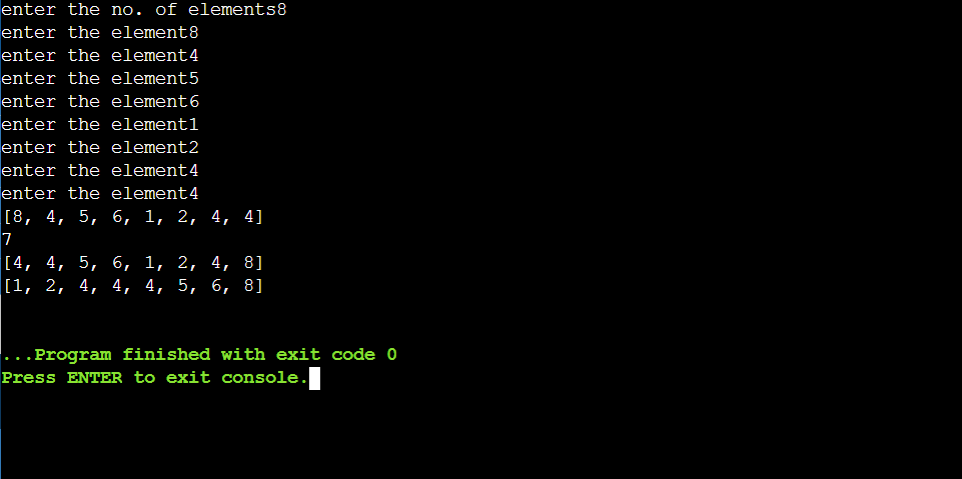 enter the no. of elements8
enter the element8
enter the element4
enter the element5
enter the element6
enter the element1
enter the element2
enter the element4
enter the element4
[8, 4, 5, 6, 1, 2, 4, 4]
7
[4, 4, 5, 6, 1, 2, 4, 8]
[1, 2, 4, 4, 4, 5, 6, 8]
...Program finished with exit code 0
Press ENTER to exit console.